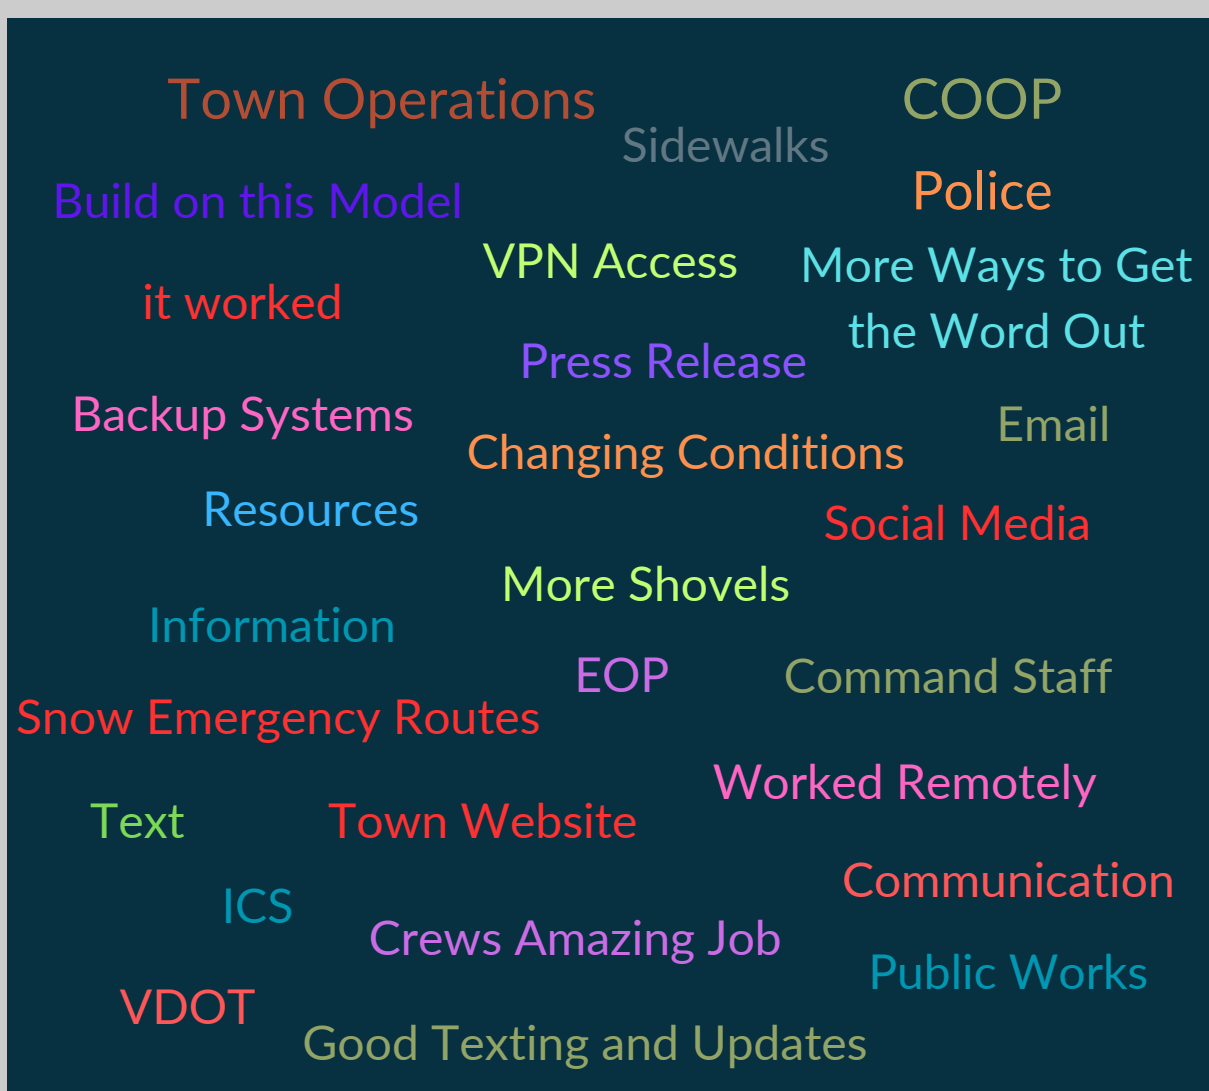 Town Operations
COOP
Sidewalks
Build on this Model
Police
VPN Access
More Ways to Get
the Word Out
it worked
Press Release
Backup Systems
Changing Conditions
Email
Resources
Social Media
More Shovels
Information
EOP
Command Staff
Snow Emergency Routes
Worked Remotely
Text
Town Website
Communication
ICS
Crews Amazing Job
Public Works
VDOT
Good Texting and Updates